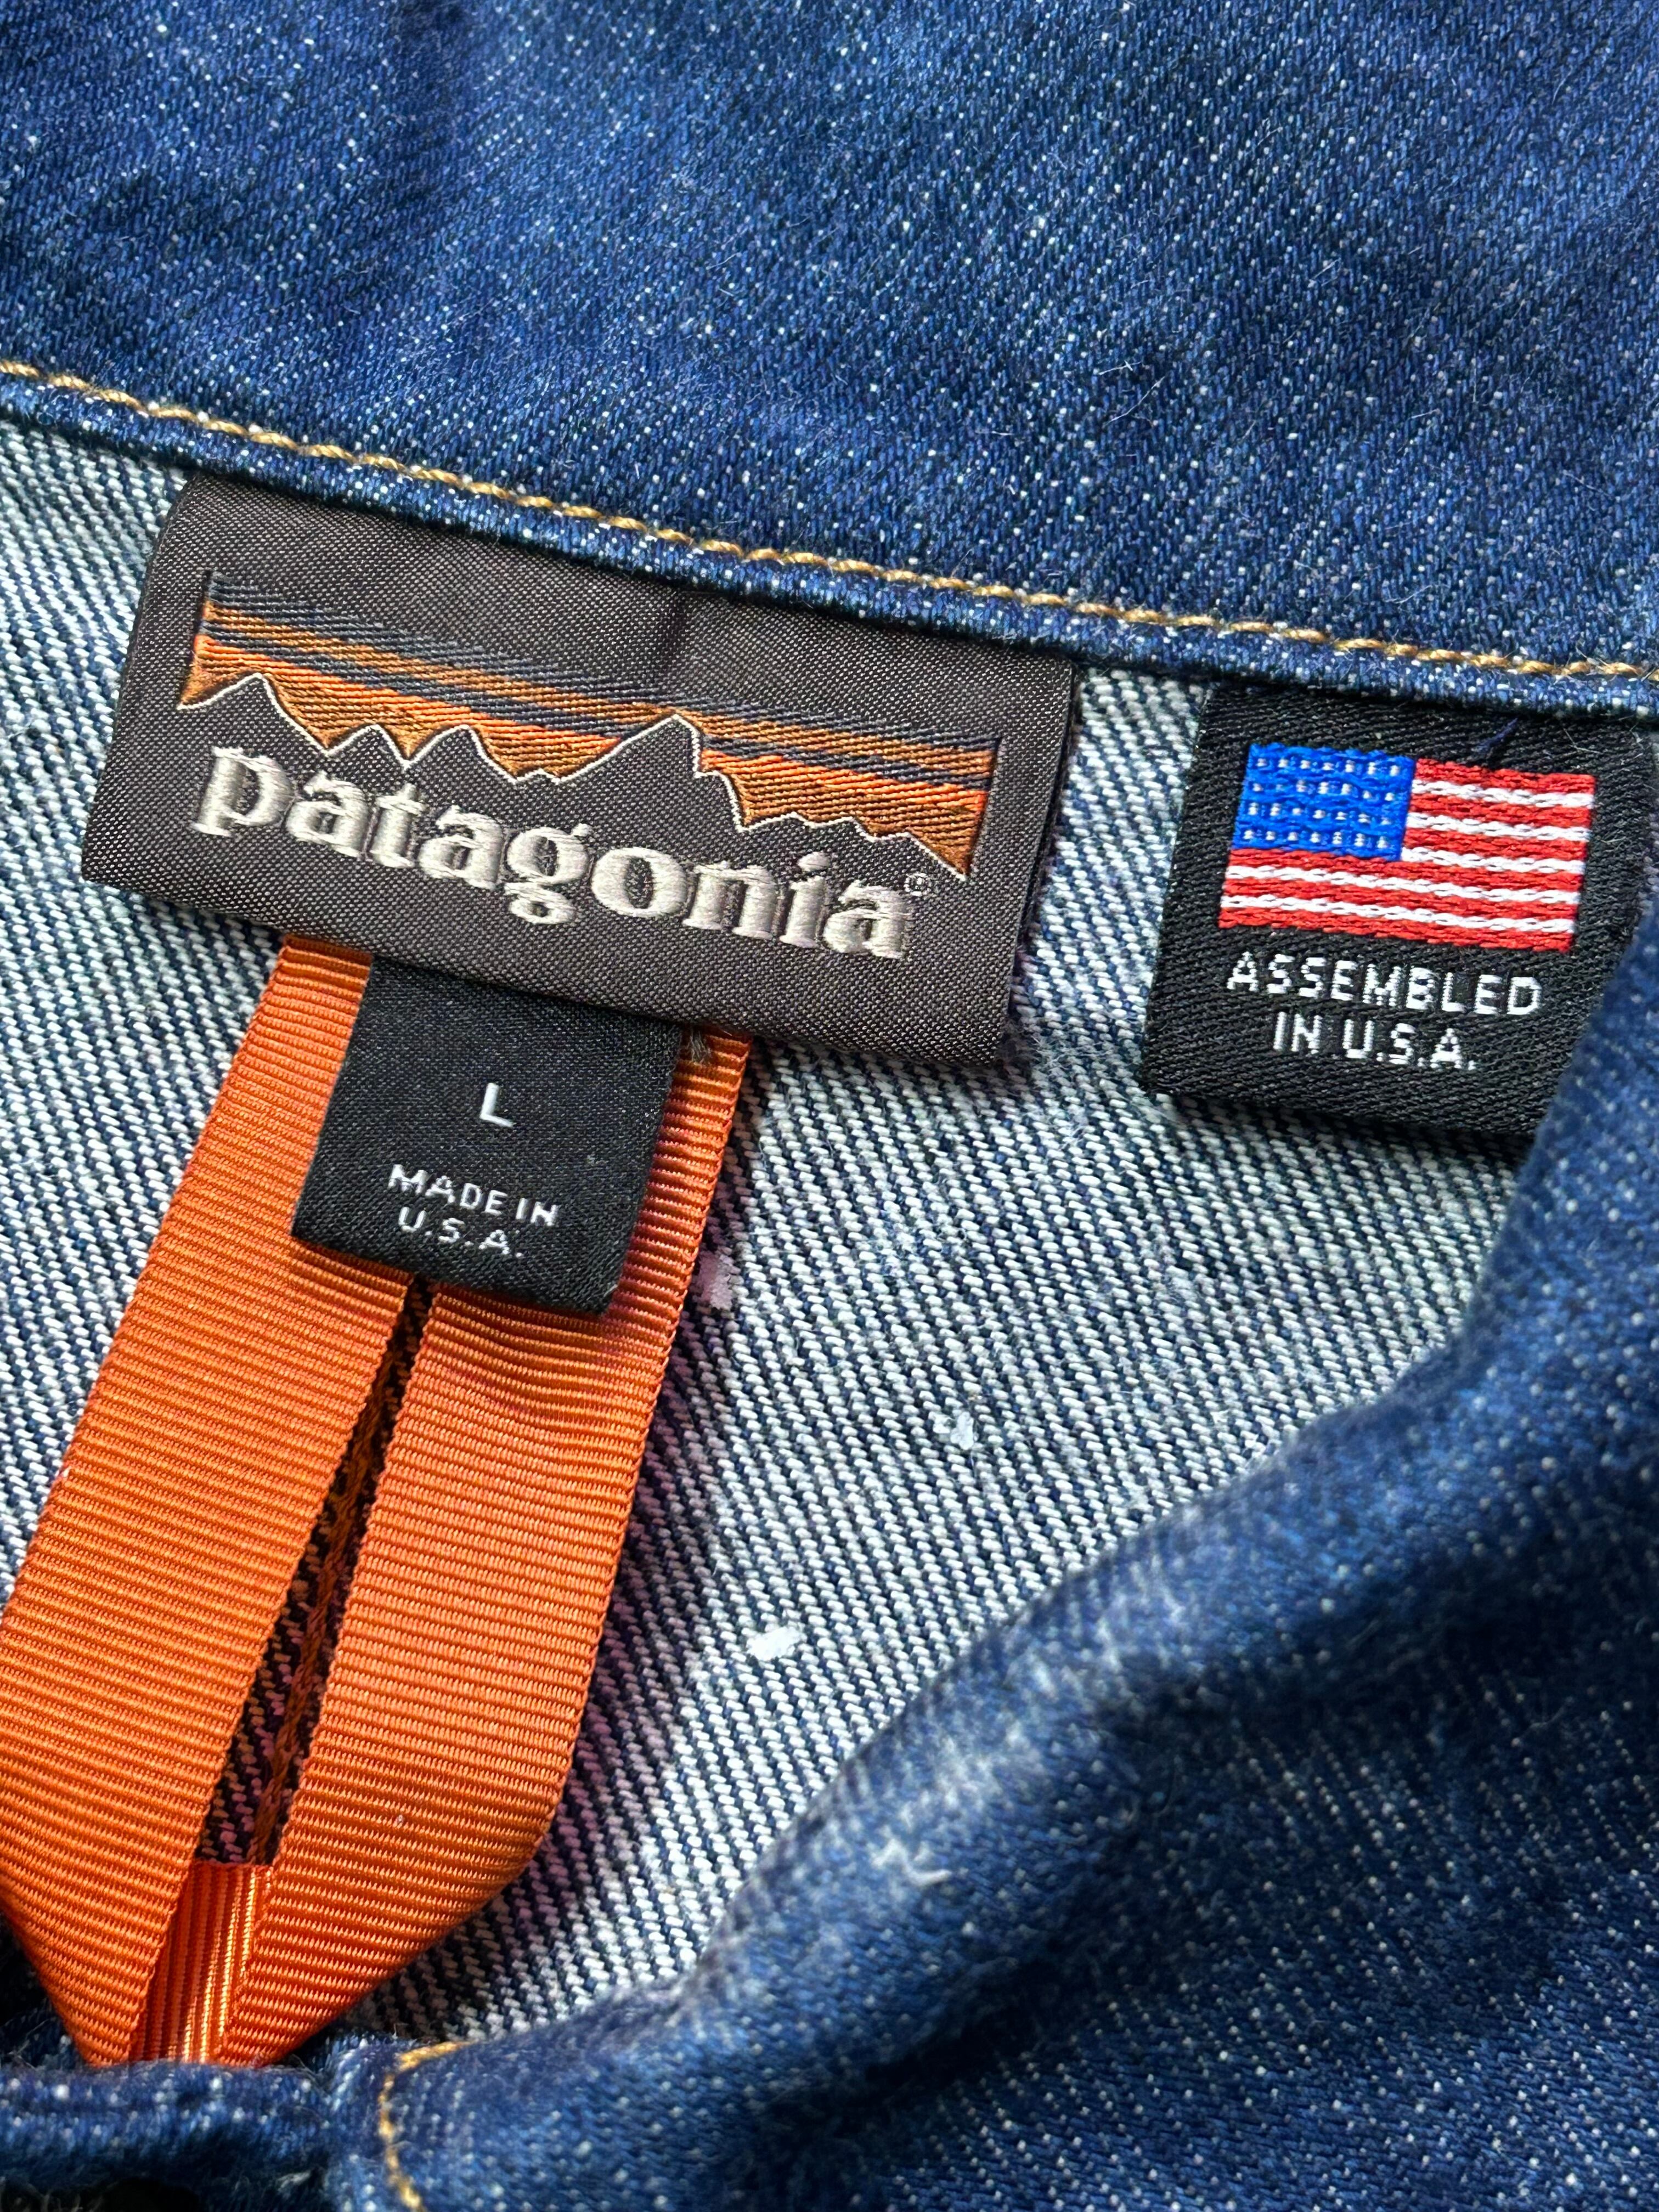 patagonia®
L
MADE IN
U.S.A.
ASSEMBLED
IN U.S.A.